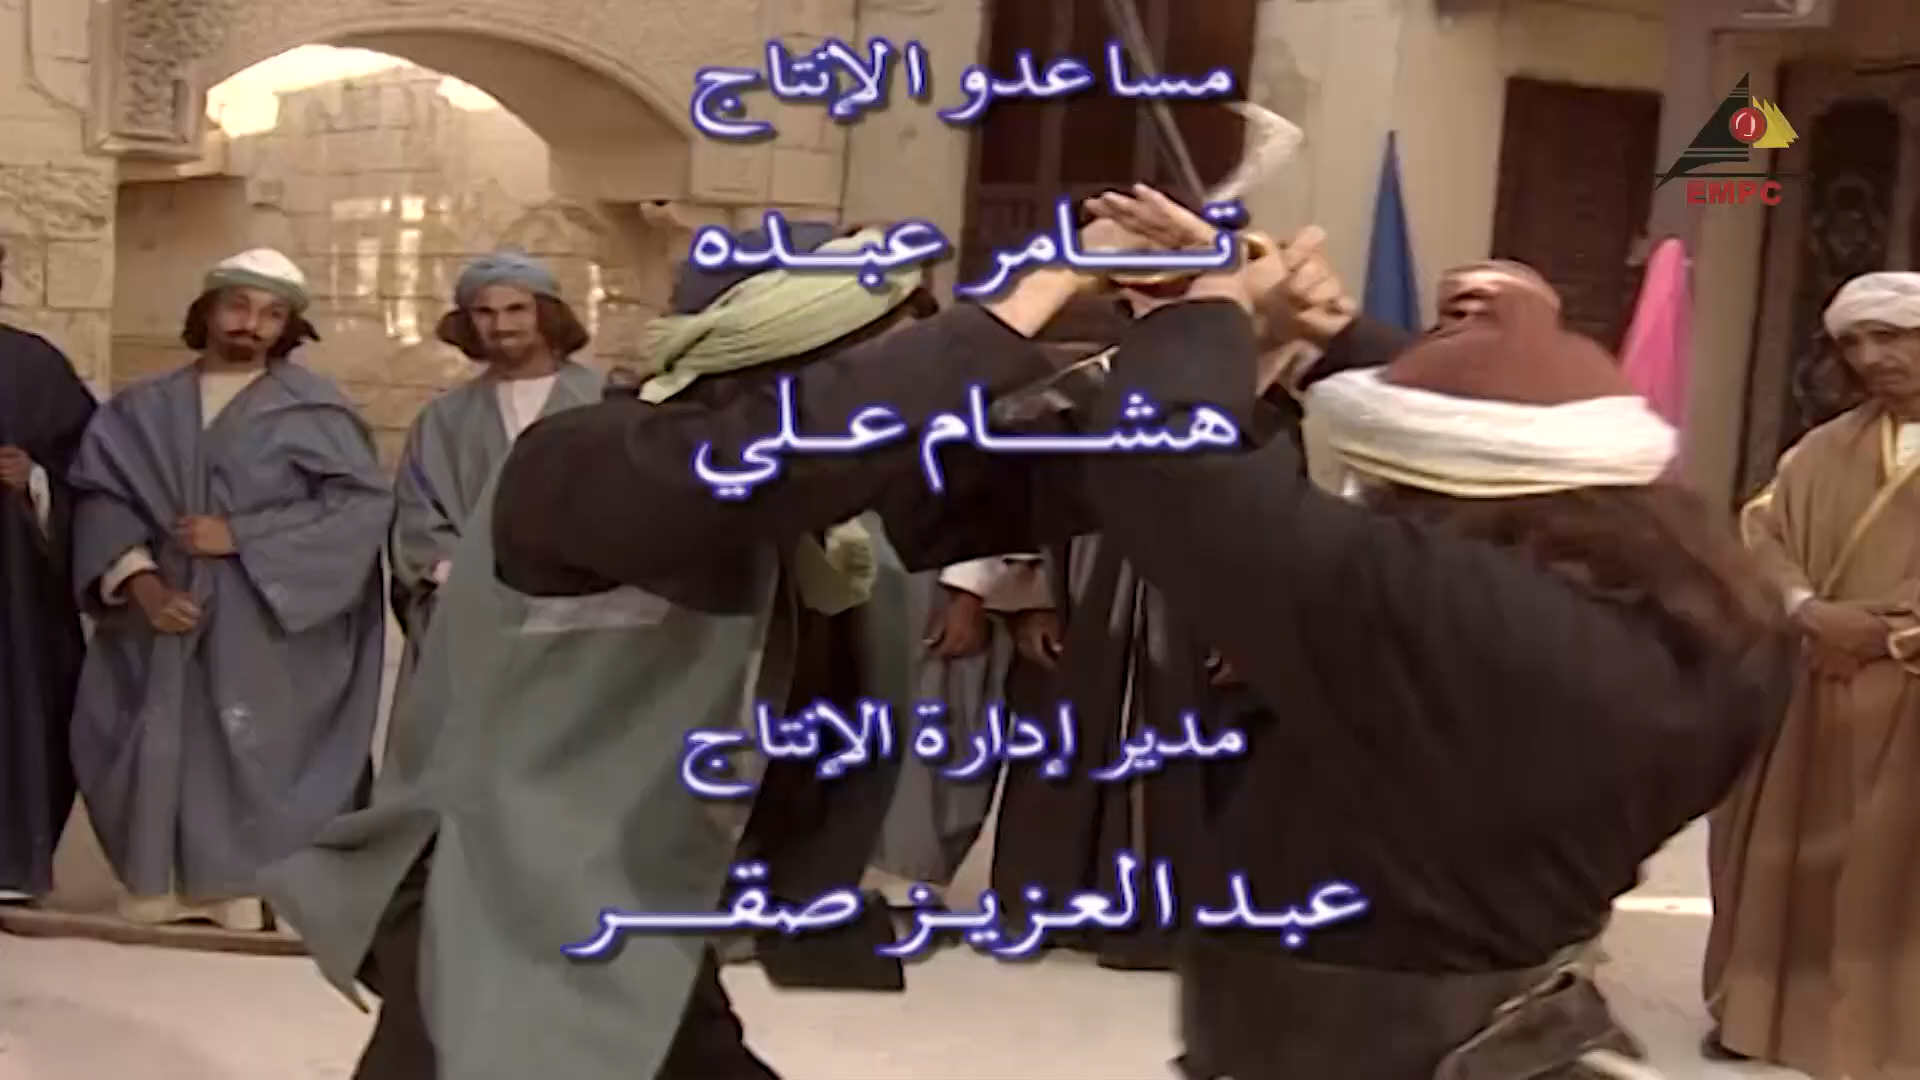 مساعدو الإنتاج
EMPC
تامر عبده
هشام علي
مدير إدارة الإنتاج
عبد العزيز صقر